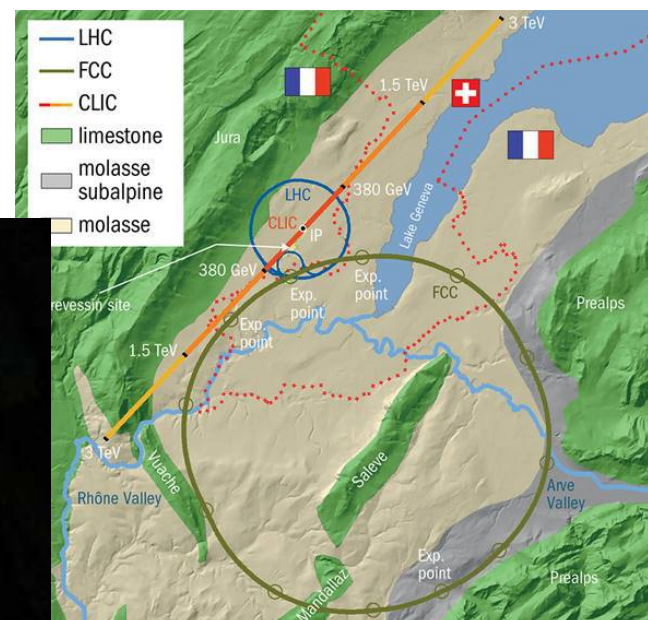 LHC
FCC
CLIC
limestone
molasse
subalpine
molasse
3 TeV
1.5 TeV
Jura
LHC
380 GeV
CLIC
IP
Lake Geneva
380 GeV
revessin site
Exp.
point
Exp.
point
FCC
Prealps
Exp.
point
1.5 TeV
3 TeV
Vuache
Rhône Valley
Salève
Arve
Valley
Exp.
point
Mandallaz
Prealps